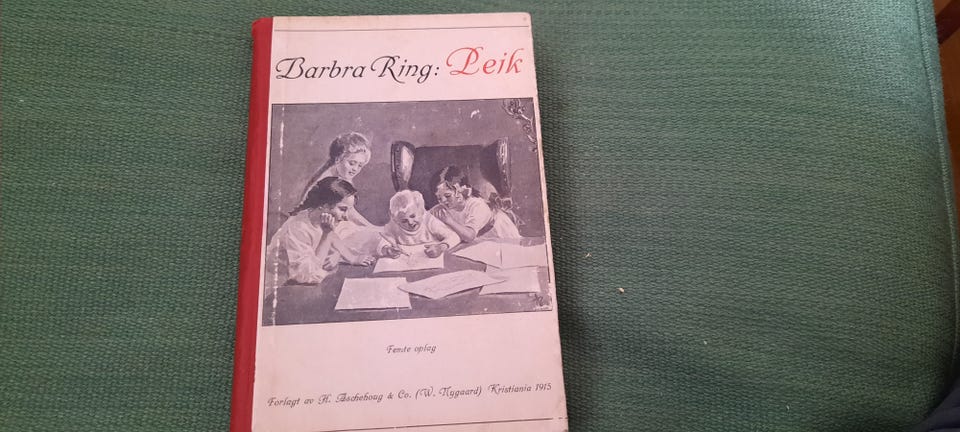 Barbra Ring: Peik
Femte oplag
Forlagt av H. Aschehoug & Co. (W. Nygaard) Kristiania 1915